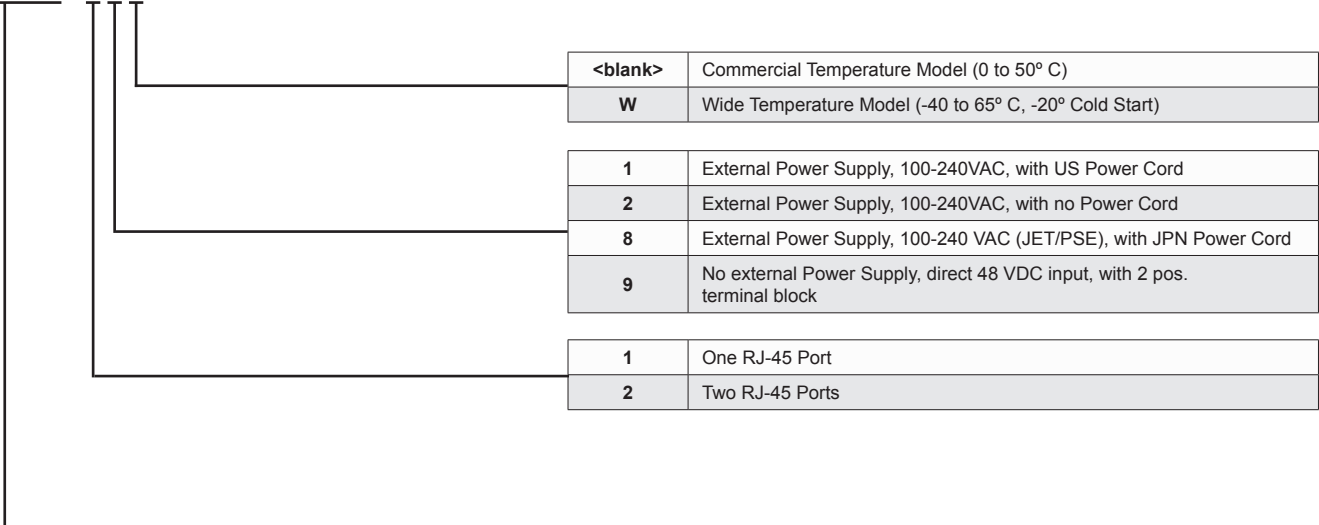 <blank> Commercial Temperature Model (0 to 50º C)
W Wide Temperature Model (-40 to 65º C, -20º Cold Start)
1 External Power Supply, 100-240VAC, with US Power Cord
2 External Power Supply, 100-240VAC, with no Power Cord
8 External Power Supply, 100-240 VAC (JET/PSE), with JPN Power Cord
9 No external Power Supply, direct 48 VDC input, with 2 pos.
terminal block
1 One RJ-45 Port
2 Two RJ-45 Ports